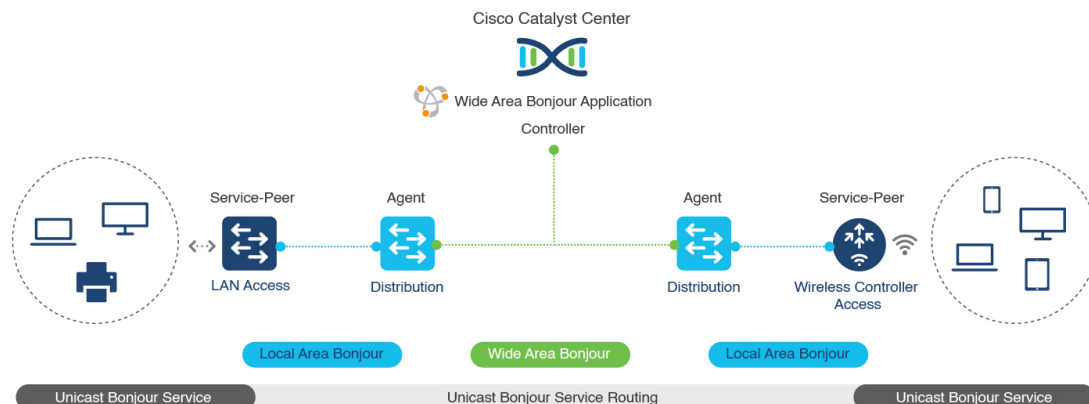 Cisco Catalyst Center
Wide Area Bonjour Application
Controller
Service-Peer
Agent
Agent
Service-Peer
LAN Access
Distribution
Distribution
Wireless Controller
Access
Local Area Bonjour
Wide Area Bonjour
Local Area Bonjour
Unicast Bonjour Service
Unicast Bonjour Service Routing
Unicast Bonjour Service